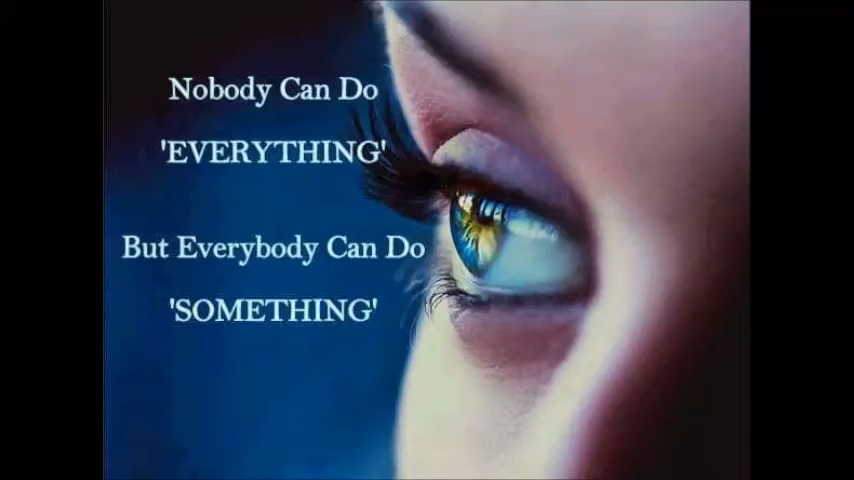 Nobody Can Do
'EVERYTHING'
But Everybody Can Do
'SOMETHING'